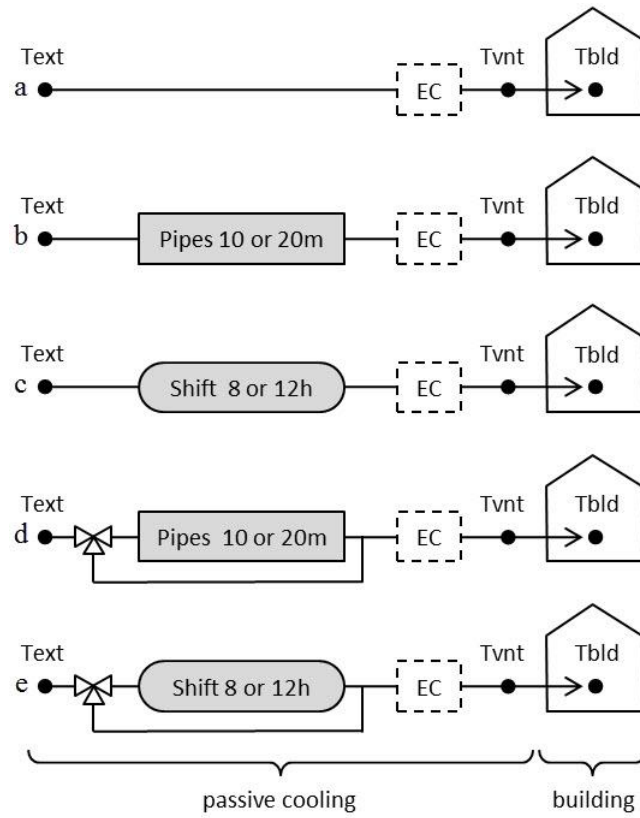 Text Tvnt Tbld
a EC
Text Tvnt Tbld
b Pipes 10 or 20m EC
Text Tvnt Tbld
c Shift 8 or 12h EC
Text Tvnt Tbld
d Pipes 10 or 20m EC
Text Tvnt Tbld
e Shift 8 or 12h EC
passive cooling building